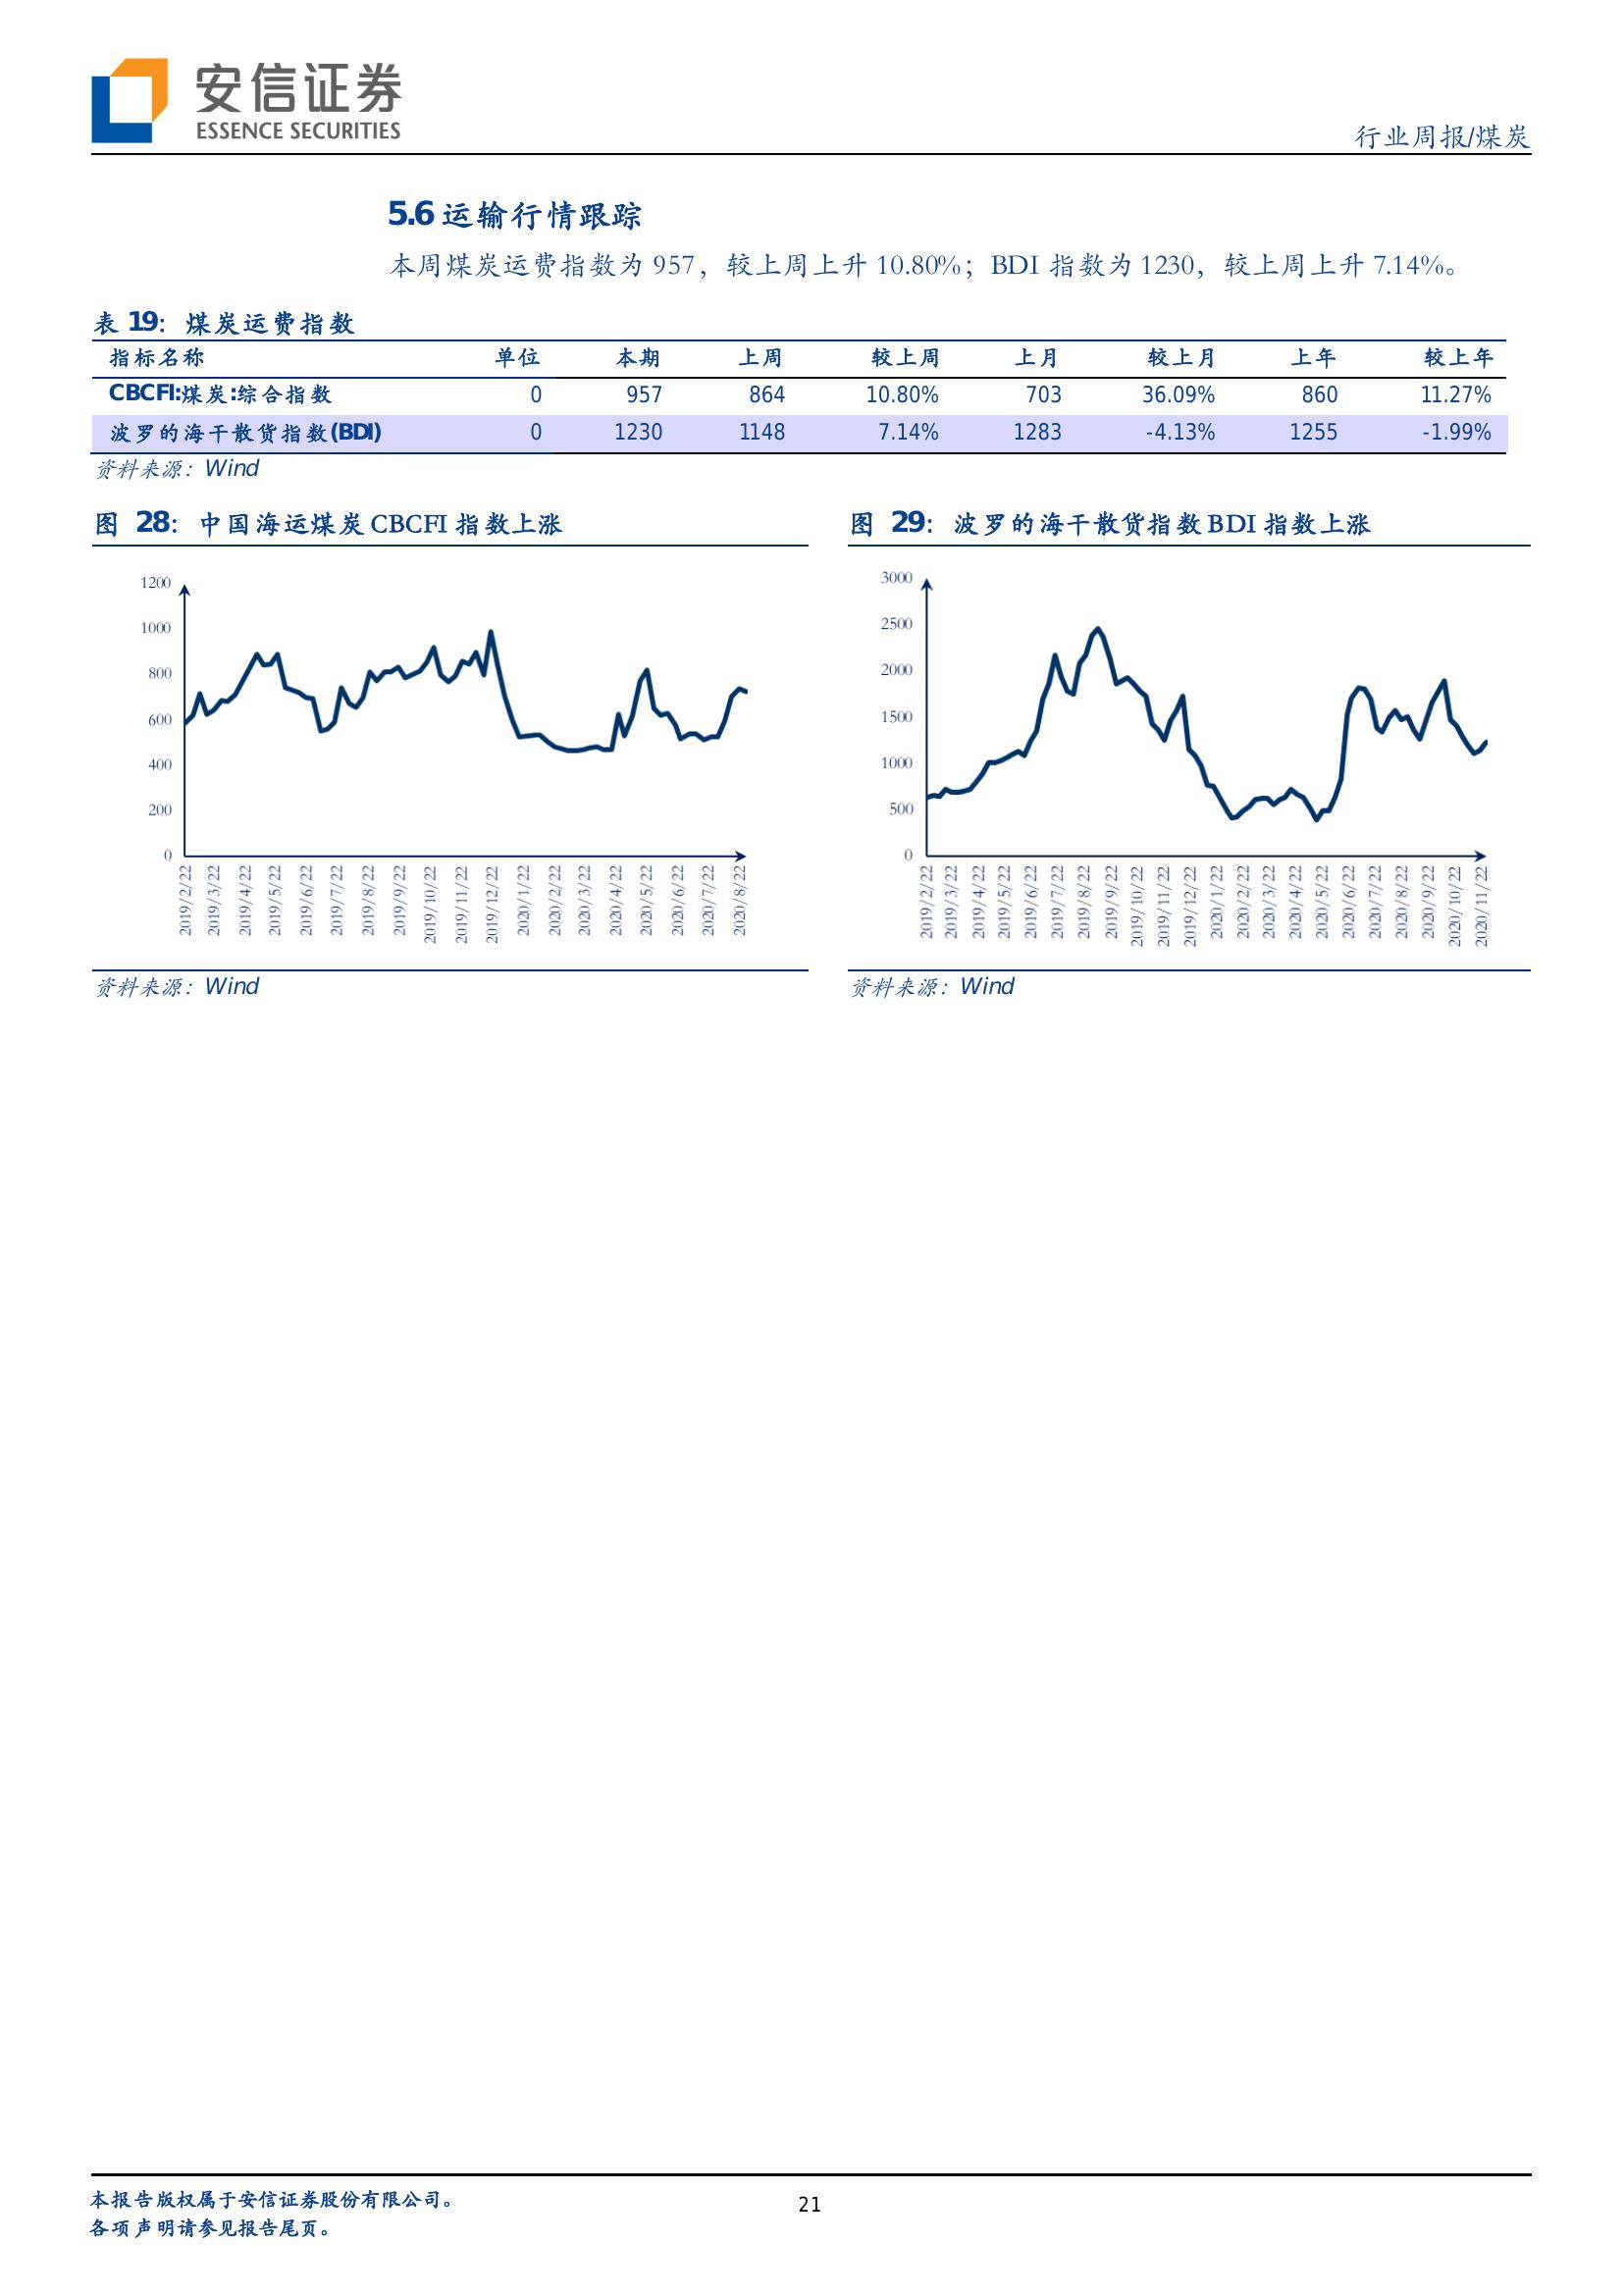 安信证券
ESSENCE SECURITIES
行业周报/煤炭
5.6 运输行情跟踪
本周煤炭运费指数为 957，较上周上升 10.80%；BDI 指数为 1230，较上周上升 7.14%。
表 19：煤炭运费指数
指标名称 单位 本期 上周 较上周 上月 较上月 上年 较上年
CBCFI:煤炭:综合指数 0 957 864 10.80% 703 36.09% 860 11.27%
波罗的海干散货指数(BDI) 0 1230 1148 7.14% 1283 -4.13% 1255 -1.99%
资料来源：Wind
图 28：中国海运煤炭 CBCFI 指数上涨
1200
1000
800
600
400
200
0
2019/2/22 2019/3/22 2019/4/22 2019/5/22 2019/6/22 2019/7/22 2019/8/22 2019/9/22 2019/10/22 2019/11/22 2019/12/22 2020/1/22 2020/2/22 2020/3/22 2020/4/22 2020/5/22 2020/6/22 2020/7/22 2020/8/22
资料来源：Wind
图 29：波罗的海干散货指数 BDI 指数上涨
3000
2500
2000
1500
1000
500
0
2019/2/22 2019/3/22 2019/4/22 2019/5/22 2019/6/22 2019/7/22 2019/8/22 2019/9/22 2019/10/22 2019/11/22 2019/12/22 2020/1/22 2020/2/22 2020/3/22 2020/4/22 2020/5/22 2020/6/22 2020/7/22 2020/8/22 2020/9/22 2020/10/22 2020/11/22
资料来源：Wind
本报告版权属于安信证券股份有限公司。
各项声明请参见报告尾页。
21